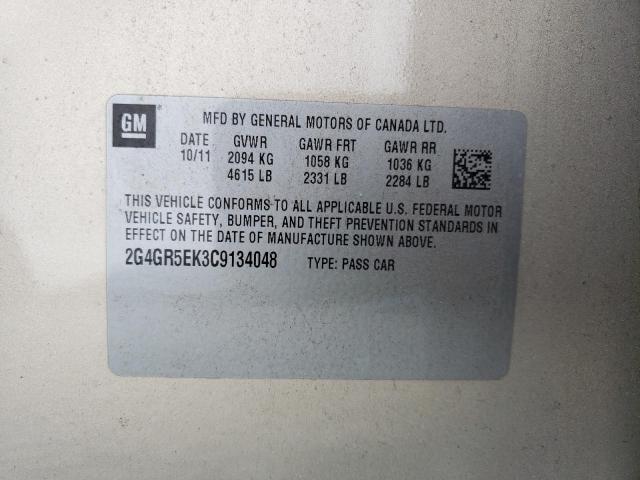 GM
MFD BY GENERAL MOTORS OF CANADA LTD.
DATE GVWR GAWR FRT GAWR RR
10/11 2094 KG 1058 KG 1036 KG
4615 LB 2331 LB 2284 LB
THIS VEHICLE CONFORMS TO ALL APPLICABLE U.S. FEDERAL MOTOR
VEHICLE SAFETY, BUMPER, AND THEFT PREVENTION STANDARDS IN
EFFECT ON THE DATE OF MANUFACTURE SHOWN ABOVE.
2G4GR5EK3C9134048 TYPE: PASS CAR